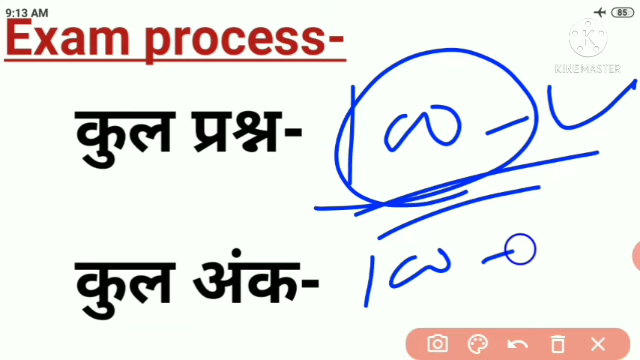 9:13 AM
85
Exam process-
KINEMASTER
कुल प्रश्न- 100 -
कुल अंक- 100 -